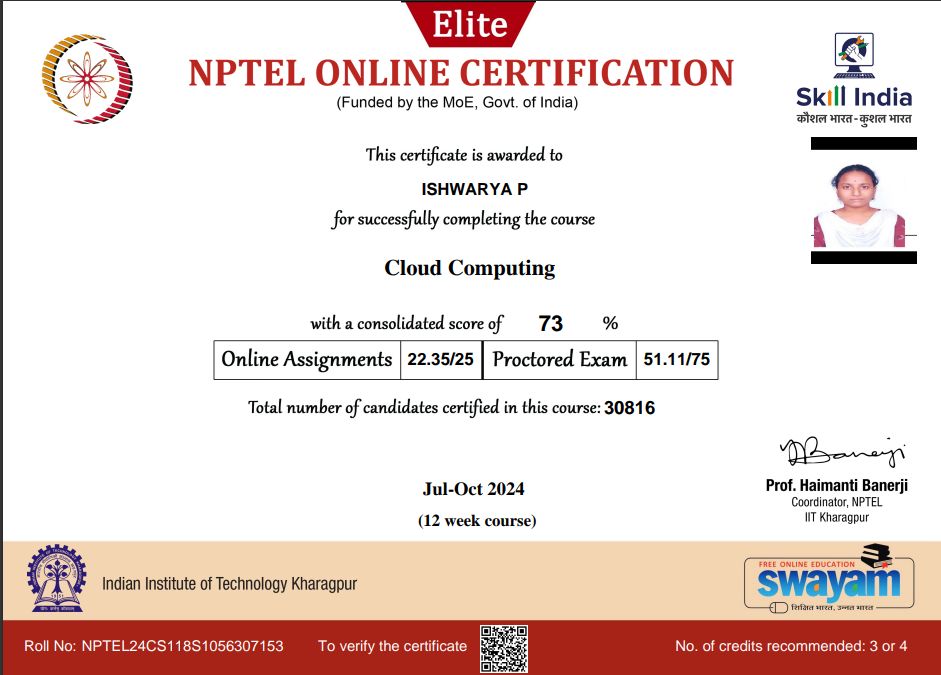 Elite
NPTEL ONLINE CERTIFICATION
(Funded by the MoE, Govt. of India)
Skill India
कौशल भारत - कुशल भारत
This certificate is awarded to
ISHWARYA P
for successfully completing the course
Cloud Computing
with a consolidated score of 73 %
Online Assignments 22.35/25 Proctored Exam 51.11/75
Total number of candidates certified in this course: 30816
Jul-Oct 2024
(12 week course)
Prof. Haimanti Banerji
Coordinator, NPTEL
IIT Kharagpur
Indian Institute of Technology Kharagpur
FREE ONLINE EDUCATION
swayam
शिक्षित भारत, उन्नत भारत
Roll No: NPTEL24CS118S1056307153 To verify the certificate No. of credits recommended: 3 or 4